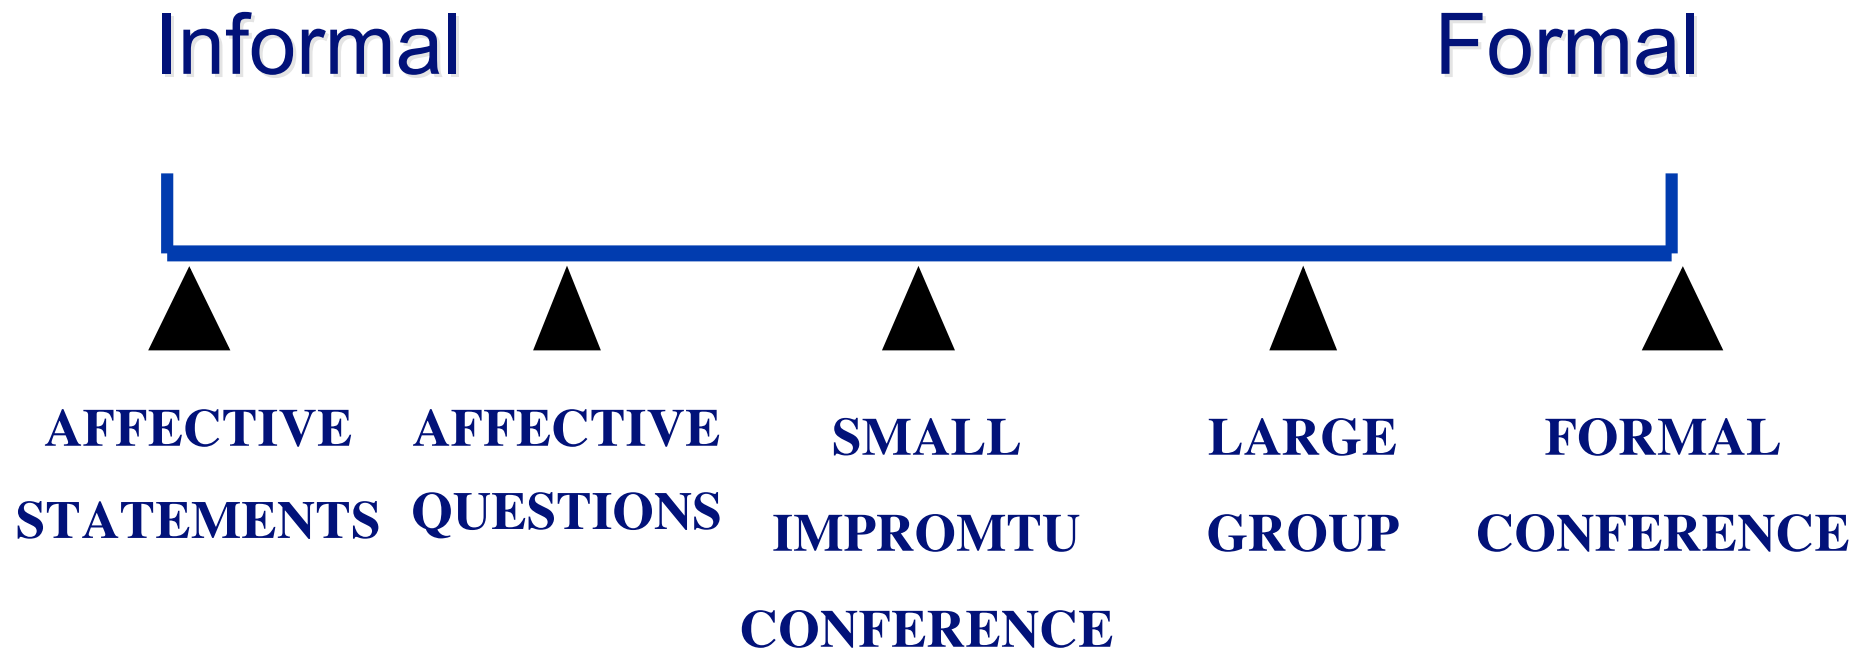 Informal
Formal
AFFECTIVE
STATEMENTS
AFFECTIVE
QUESTIONS
SMALL
IMPROMTU
CONFERENCE
LARGE
GROUP
FORMAL
CONFERENCE